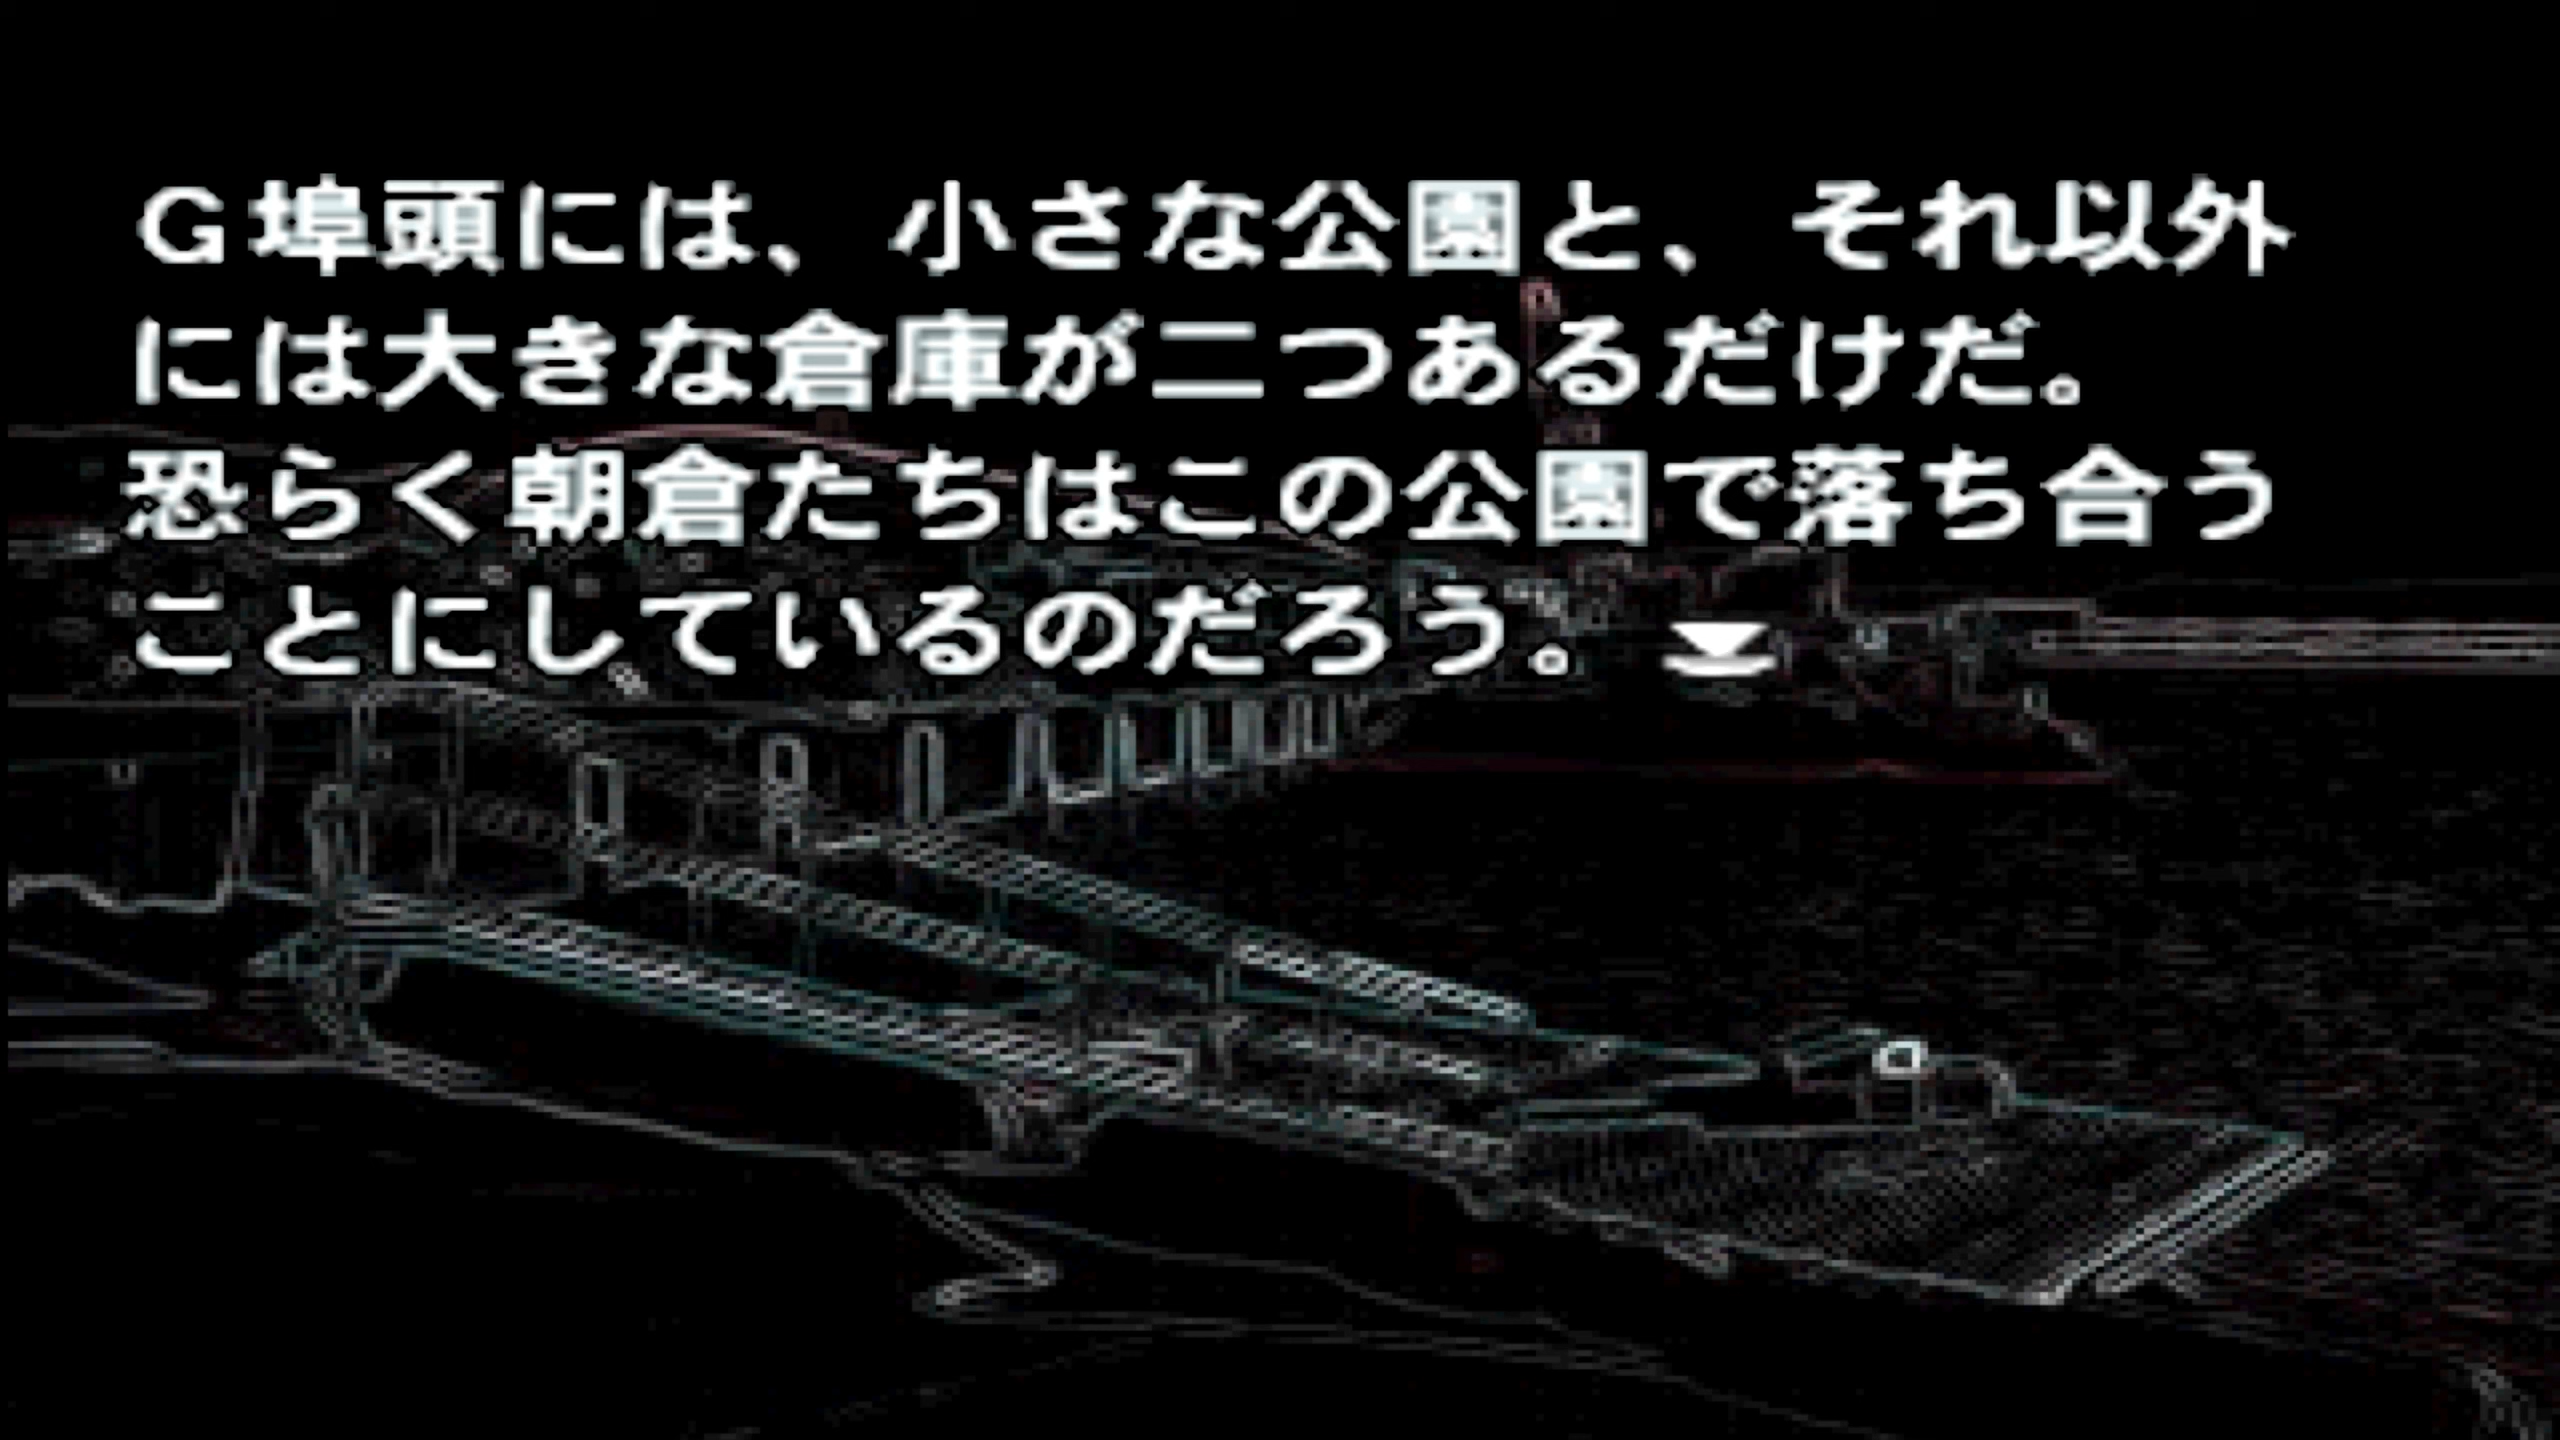 G埠頭には、小さな公園と、それ以外
には大きな倉庫が二つあるだけだ。
恐らく朝倉たちはこの公園で落ち合う
ことにしているのだろう。